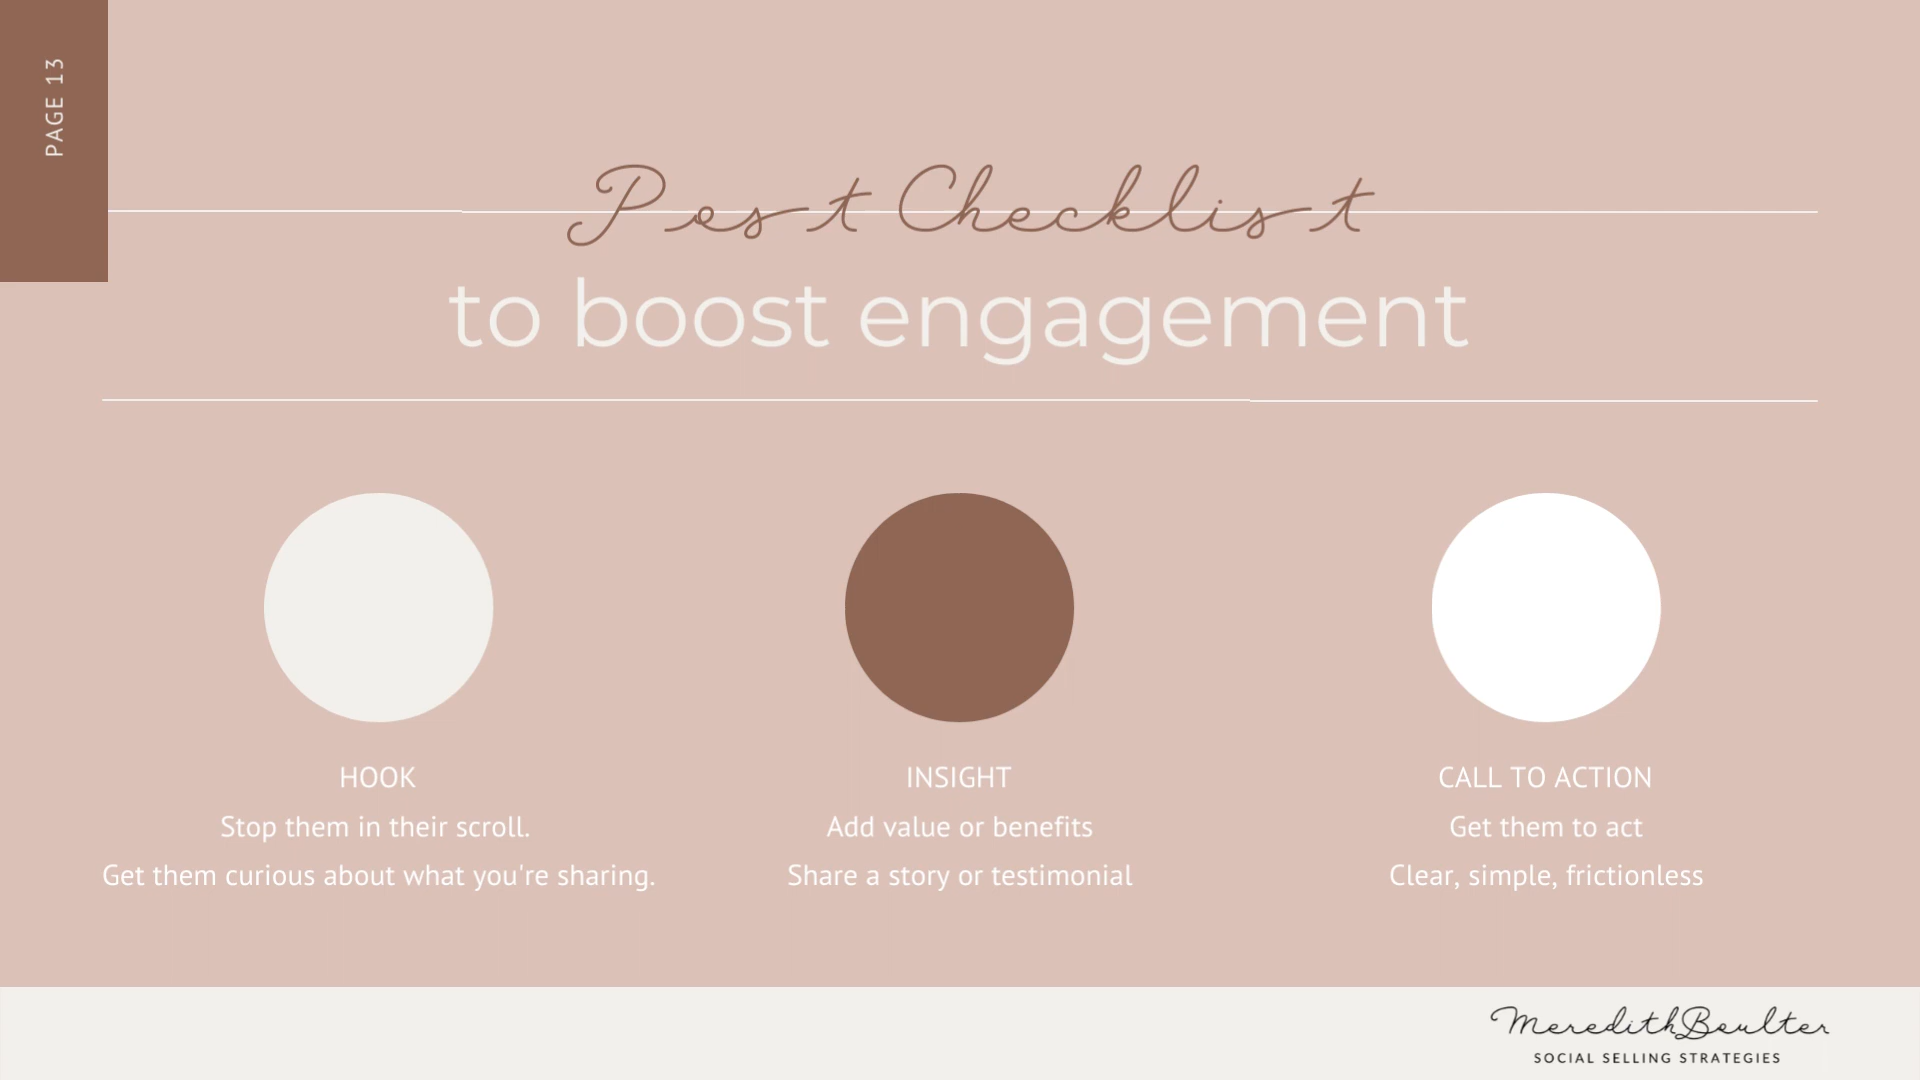 PAGE 13
Post Checklist
to boost engagement
HOOK
Stop them in their scroll.
Get them curious about what you're sharing.
INSIGHT
Add value or benefits
Share a story or testimonial
CALL TO ACTION
Get them to act
Clear, simple, frictionless
Meredith Boulter
SOCIAL SELLING STRATEGIES